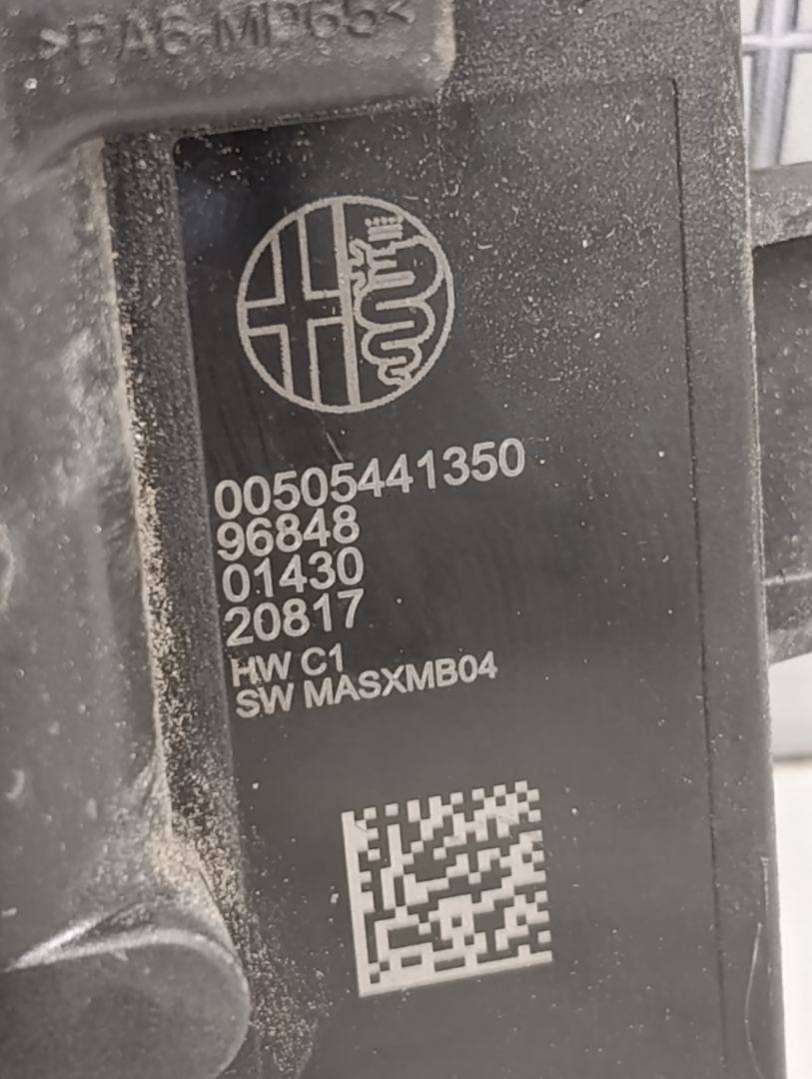 >PA6-MD65<
00505441350
96848
01430
20817
HW C1
SW MASXMB04